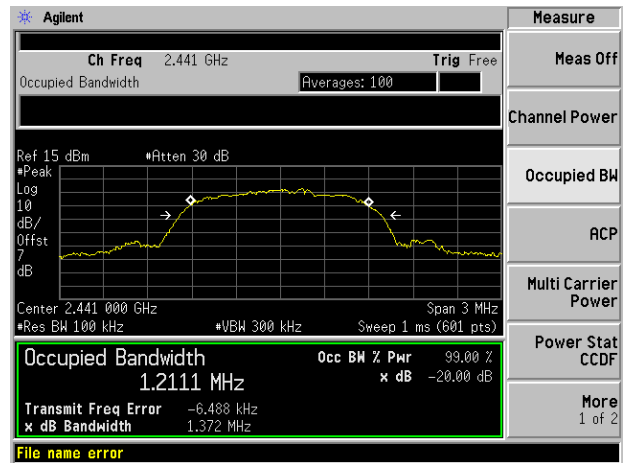 Agilent
Measure
Ch Freq 2.441 GHz Trig Free
Occupied Bandwidth Averages: 100
Meas Off
Channel Power
Occupied BW
ACP
Multi Carrier
Power
Power Stat
CCDF
More
1 of 2
Ref 15 dBm #Atten 30 dB
#Peak
Log
10
dB/
Offst
7
dB
Center 2.441 000 GHz Span 3 MHz
#Res BW 100 kHz #VBW 300 kHz Sweep 1 ms (601 pts)
Occupied Bandwidth Occ BW % Pwr 99.00 %
1.2111 MHz x dB -20.00 dB
Transmit Freq Error -6.488 kHz
x dB Bandwidth 1.372 MHz
File name error